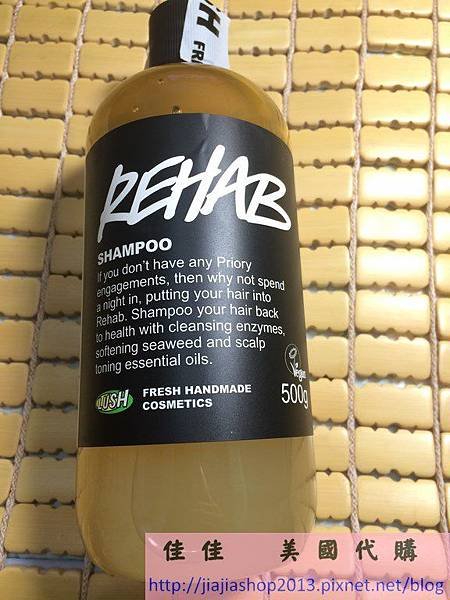 SH
FR
REHAB
SHAMPOO
If you don't have any Priory
engagements, then why not spend
a night in, putting your hair into
Rehab. Shampoo your hair back
to health with cleansing enzymes,
softening seaweed and scalp
toning essential oils.
Vegan
500g
LUSH
FRESH HANDMADE
COSMETICS
佳佳 美國代購
http://jiajiashop2013.pixnet.net/blog